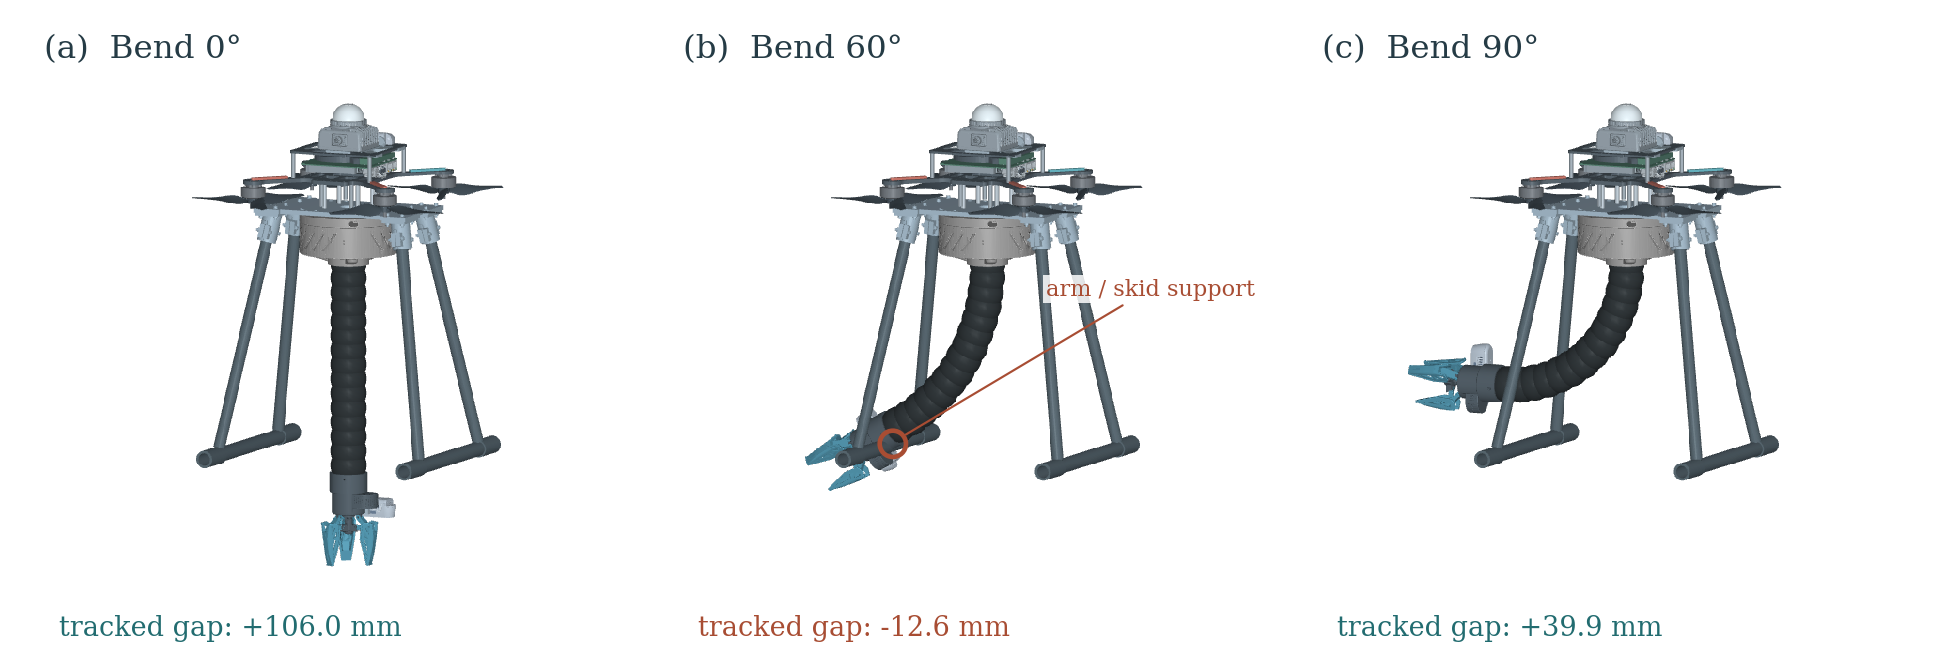 (a)  Bend 0°
(b)  Bend 60°
(c)  Bend 90°
arm / skid support
tracked gap: +106.0 mm
tracked gap: -12.6 mm
tracked gap: +39.9 mm